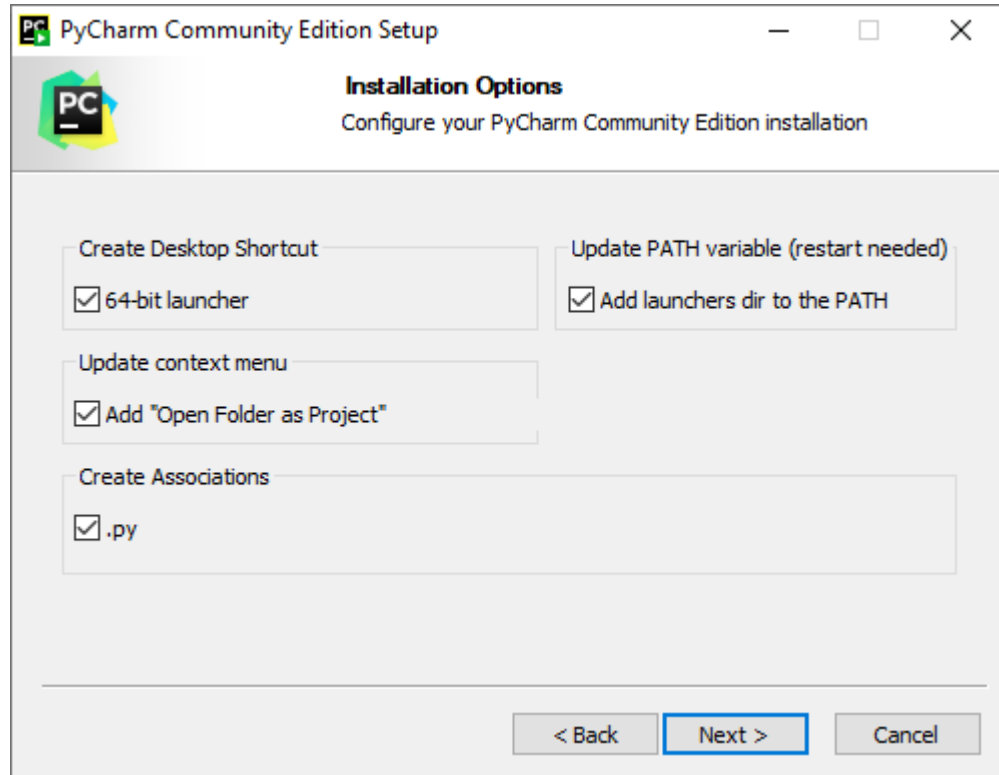 PyCharm Community Edition Setup
PC
Installation Options
Configure your PyCharm Community Edition installation
Create Desktop Shortcut
64-bit launcher
Update PATH variable (restart needed)
Add launchers dir to the PATH
Update context menu
Add "Open Folder as Project"
Create Associations
.py
< Back
Next >
Cancel